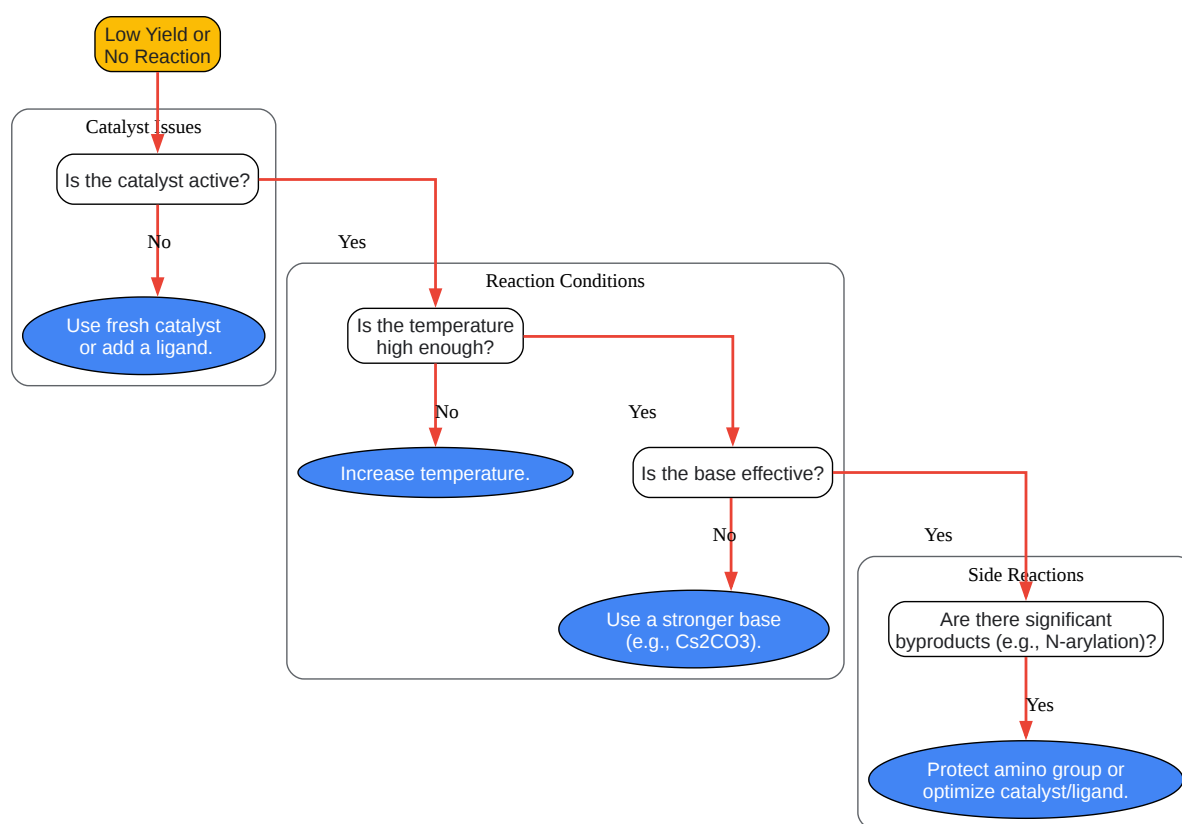 Low Yield or
No Reaction
Catalyst Issues
Is the catalyst active?
No
Yes
Use fresh catalyst
or add a ligand.
Reaction Conditions
Is the temperature
high enough?
No
Yes
Increase temperature.
Is the base effective?
No
Yes
Use a stronger base
(e.g., Cs2CO3).
Side Reactions
Are there significant
byproducts (e.g., N-arylation)?
Yes
Protect amino group or
optimize catalyst/ligand.